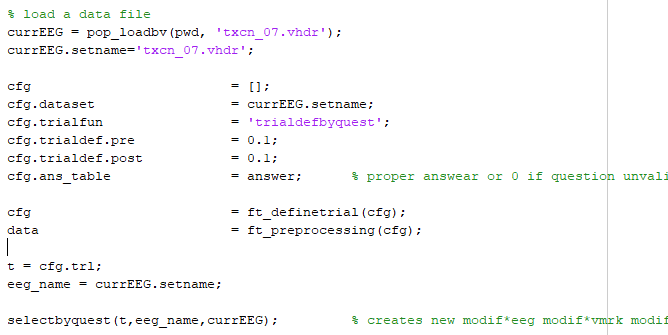 % load a data file
currEEG = pop_loadbv(pwd, 'txcn_07.vhdr');
currEEG.setname='txcn_07.vhdr';
cfg = [];
cfg.dataset = currEEG.setname;
cfg.trialfun = 'trialdefbyquest';
cfg.trialdef.pre = 0.1;
cfg.trialdef.post = 0.1;
cfg.ans_table = answer; % proper answear or 0 if question unvali
cfg = ft_definetrial(cfg);
data = ft_preprocessing(cfg);
t = cfg.trl;
eeg_name = currEEG.setname;
selectbyquest(t,eeg_name,currEEG); % creates new modif*eeg modif*vmrk modif